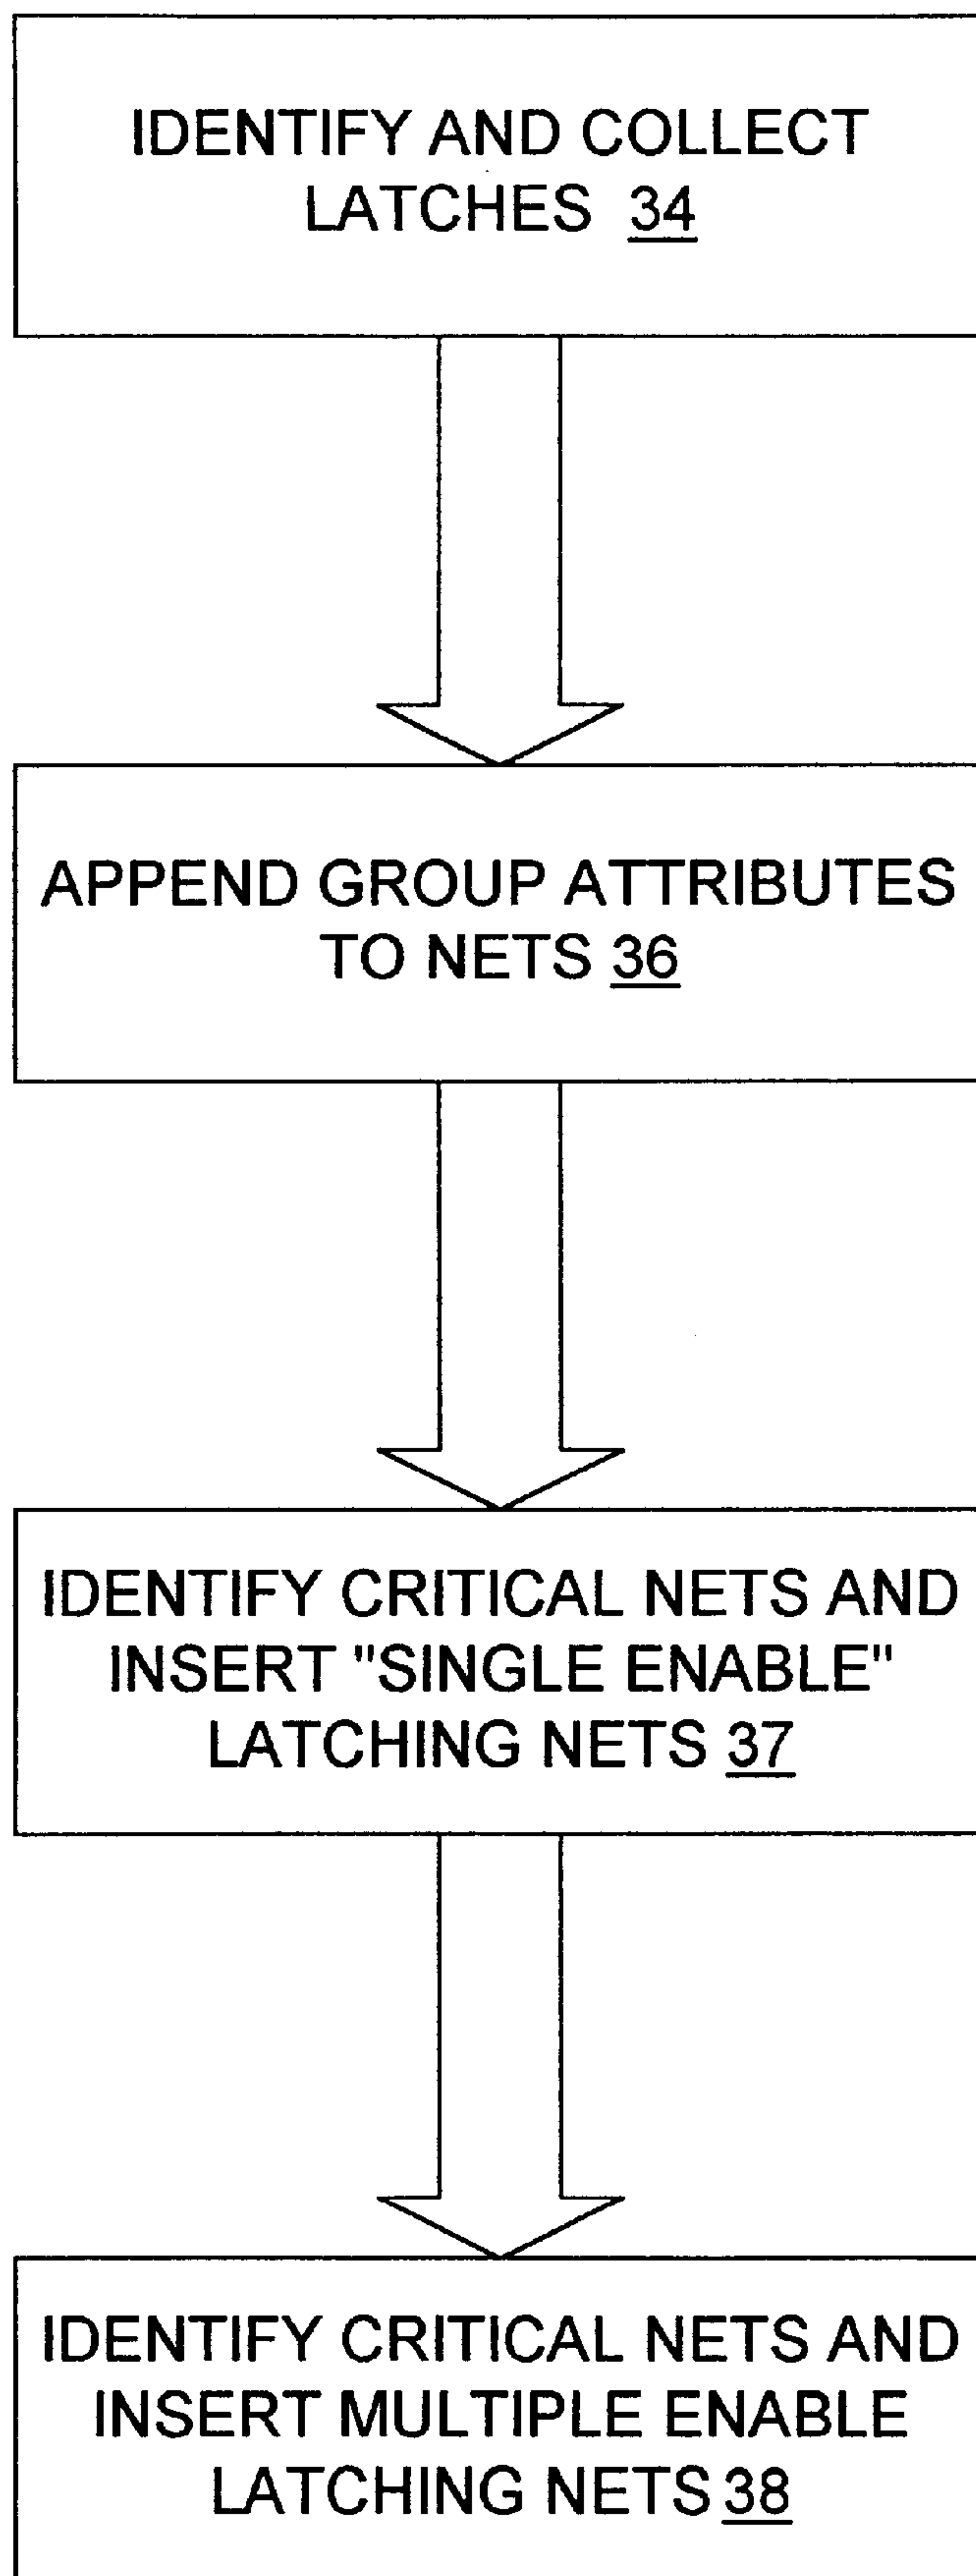 IDENTIFY AND COLLECT
LATCHES 34
APPEND GROUP ATTRIBUTES
TO NETS 36
IDENTIFY CRITICAL NETS AND
INSERT "SINGLE ENABLE"
LATCHING NETS 37
IDENTIFY CRITICAL NETS AND
INSERT MULTIPLE ENABLE
LATCHING NETS 38